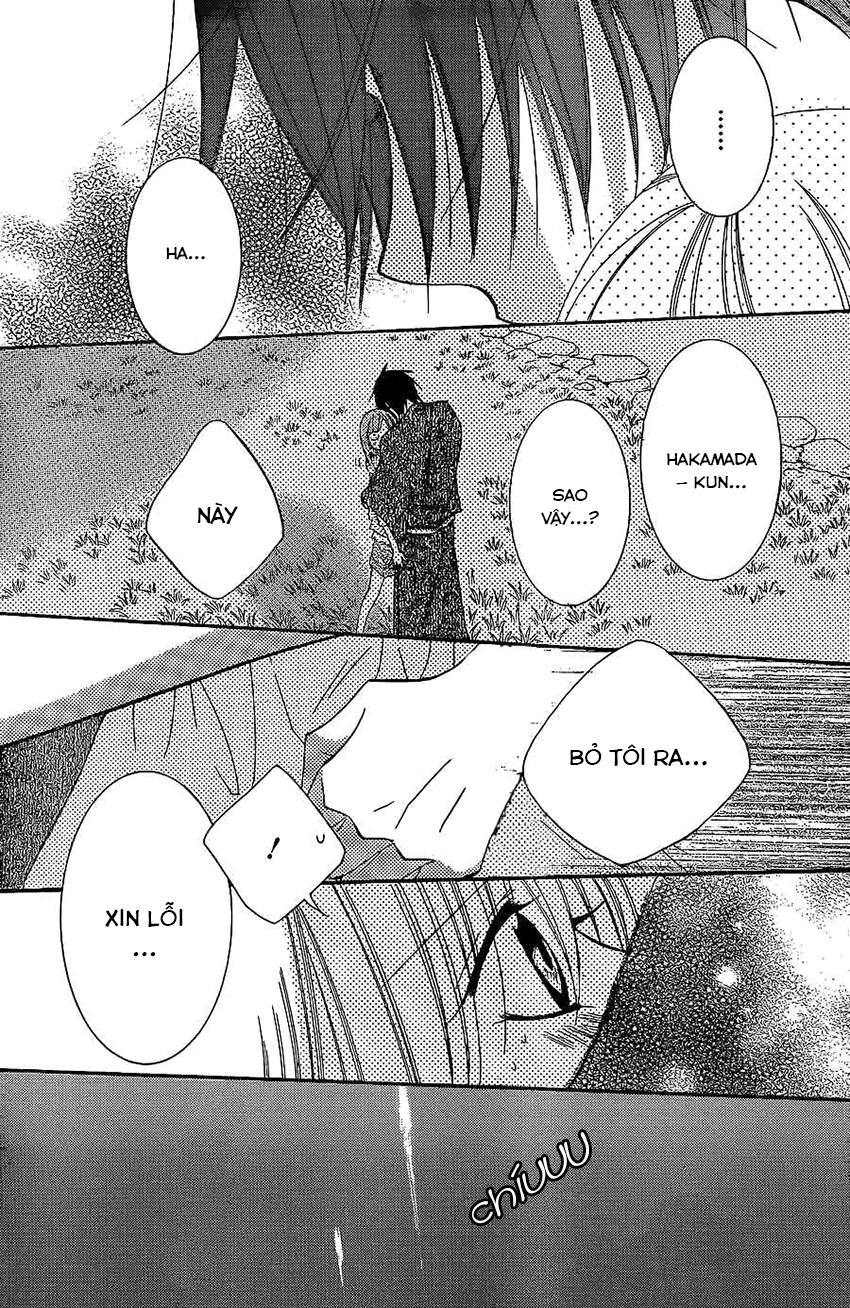 ......
HA...
HAKAMADA
– KUN...
SAO
VẬY...?
NÀY
BỎ TÔI RA...
!
XIN LỖI
...
chíuuu